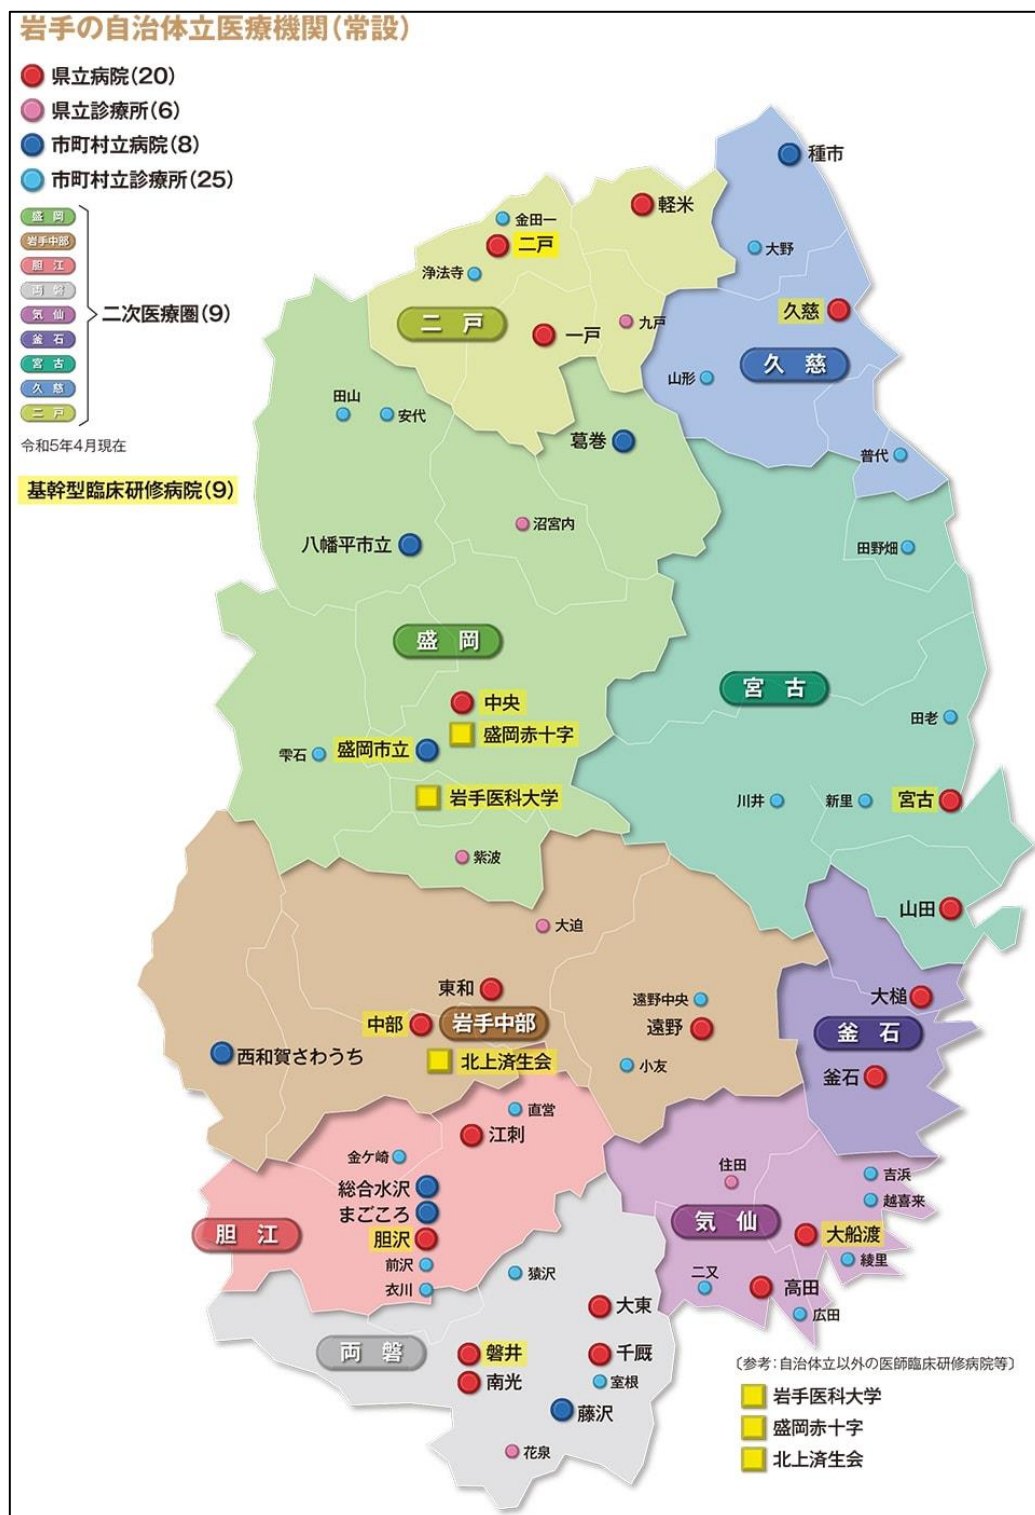 岩手の自治体立医療機関(常設)
県立病院(20)
県立診療所(6)
市町村立病院(8)
市町村立診療所(25)
盛岡
岩手中部
胆江
両磐
気仙
釜石
宮古
久慈
二戸
二次医療圏(9)
令和5年4月現在
基幹型臨床研修病院(9)
種市
軽米
金田一
二戸
大野
浄法寺
久慈
二戸
一戸
九戸
久慈
山形
田山
安代
葛巻
普代
沼宮内
八幡平市立
田野畑
盛岡
宮古
中央
田老
盛岡赤十字
盛岡市立
雫石
岩手医科大学
川井
新里
宮古
紫波
山田
大迫
東和
大槌
遠野中央
中部
岩手中部
遠野
釜石
西和賀さわうち
北上済生会
小友
釜石
直営
江刺
金ケ崎
住田
吉浜
総合水沢
越喜来
まごころ
気仙
胆江
胆沢
大船渡
前沢
猿沢
二又
綾里
衣川
高田
大東
広田
両磐
磐井
千厩
南光
室根
藤沢
花泉
〔参考:自治体立以外の医師臨床研修病院等〕
岩手医科大学
盛岡赤十字
北上済生会